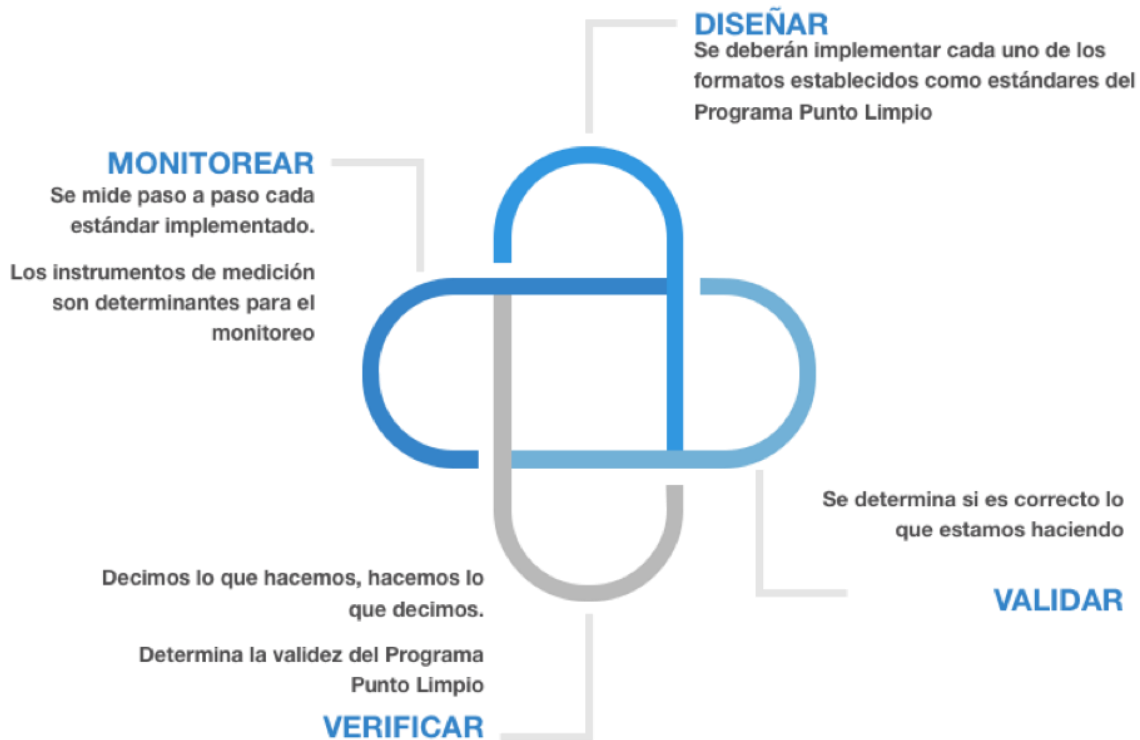 DISEÑAR
Se deberán implementar cada uno de los
formatos establecidos como estándares del
Programa Punto Limpio
MONITOREAR
Se mide paso a paso cada
estándar implementado.
Los instrumentos de medición
son determinantes para el
monitoreo
Se determina si es correcto lo
que estamos haciendo
VALIDAR
Decimos lo que hacemos, hacemos lo
que decimos.
Determina la validez del Programa
Punto Limpio
VERIFICAR